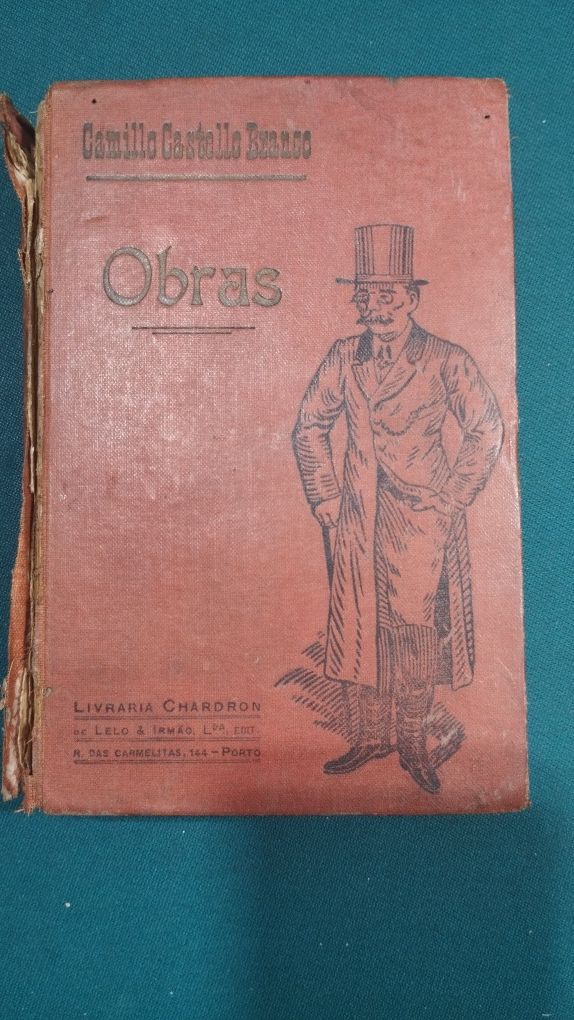 Camillo Castello Branco
Obras
LIVRARIA CHARDRON
DE LELO & IRMÃO, L.DA, EDIT.
R. DAS CARMELITAS, 144 – PORTO